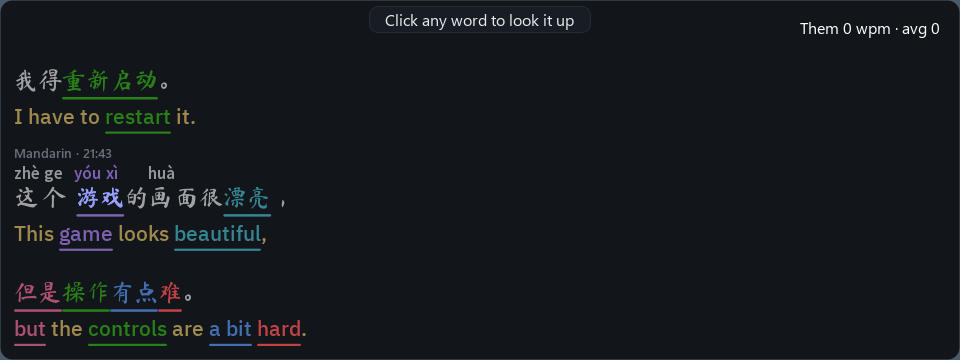 Click any word to look it up
Them 0 wpm · avg 0
我得重新启动。
I have to restart it.
Mandarin · 21:43
zhè ge yóu xì huà
这个 游戏的画面很漂亮，
This game looks beautiful,
但是操作有点难。
but the controls are a bit hard.